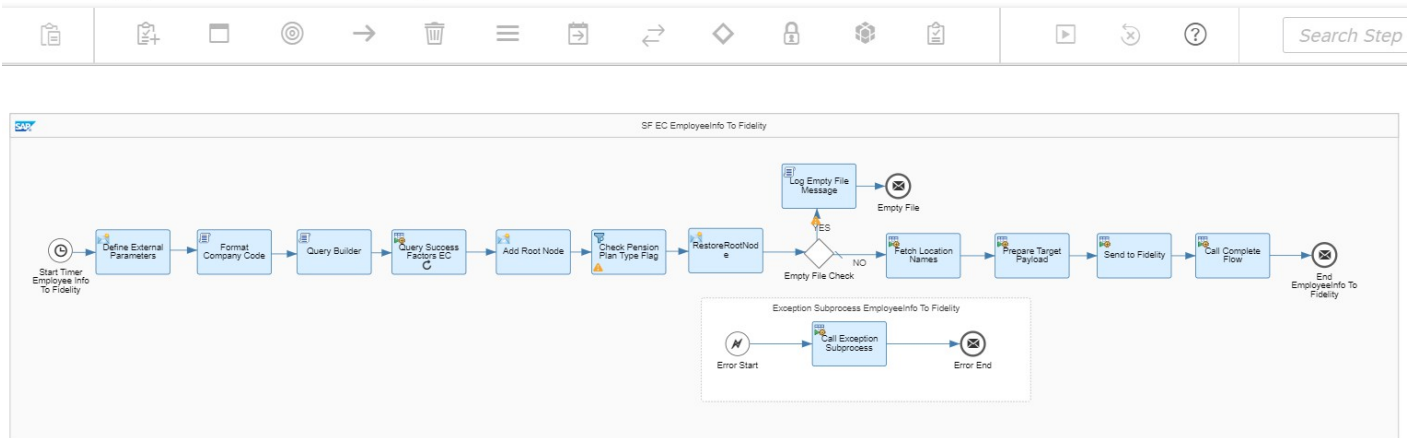 Search Step
SAP
SF EC EmployeeInfo To Fidelity
Log Empty File
Message
Empty File
YES
Define External
Parameters
Format
Company Code
Query Builder
Query Success
Factors EC
Add Root Node
Check Pension
Plan Type Flag
RestoreRootNod
e
Empty File Check
NO
Fetch Location
Names
Prepare Target
Payload
Send to Fidelity
Call Complete
Flow
Start Timer
Employee Info
To Fidelity
End
EmployeeInfo To
Fidelity
Exception Subprocess EmployeeInfo To Fidelity
Error Start
Call Exception
Subprocess
Error End